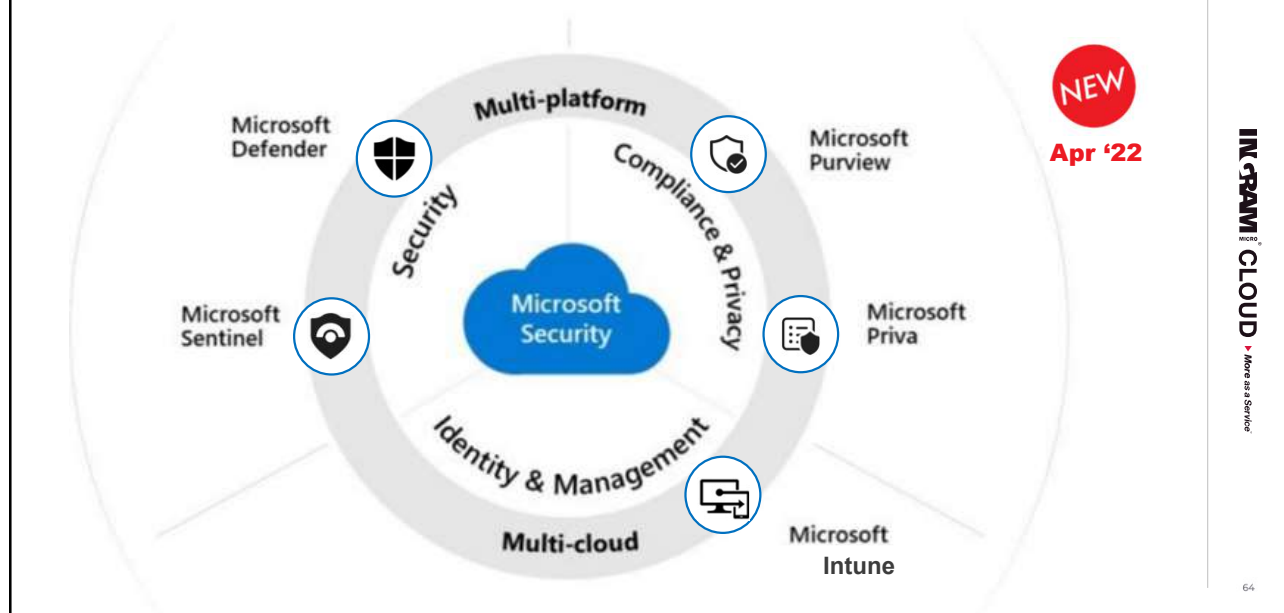 Multi-platform
NEW
Apr ‘22
Microsoft
Defender
Microsoft
Purview
Security
Compliance & Privacy
Microsoft
Security
Microsoft
Sentinel
Microsoft
Priva
Identity & Management
Multi-cloud
Microsoft
Intune
INGRAM MICRO® CLOUD ▸ More as a Service
64